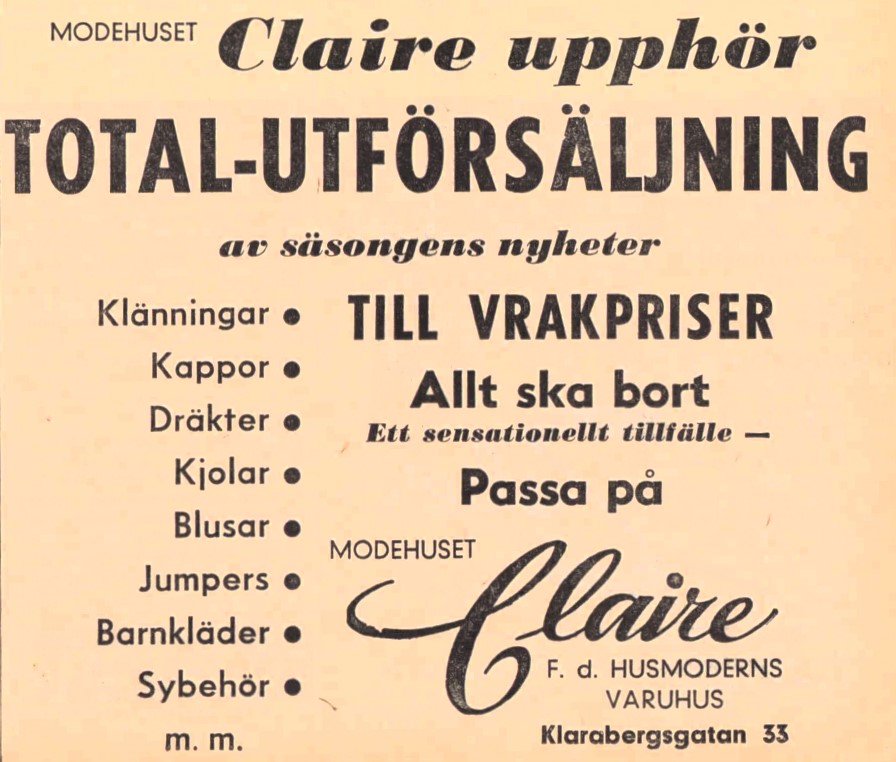 MODEHUSET Claire upphör
TOTAL-UTFÖRSÄLJNING
av säsongens nyheter
Klänningar •
Kappor •
Dräkter •
Kjolar •
Blusar •
Jumpers •
Barnkläder •
Sybehör •
m. m.
TILL VRAKPRISER
Allt ska bort
Ett sensationellt tillfälle —
Passa på
MODEHUSET
Claire
F. d. HUSMODERNS
VARUHUS
Klarabergsgatan 33